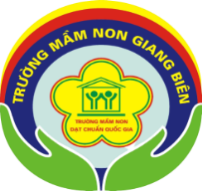 TRƯỜNG MẦM NON GIANG BIÊN
TRƯỜNG MẦM NON
ĐẠT CHUẨN QUỐC GIA